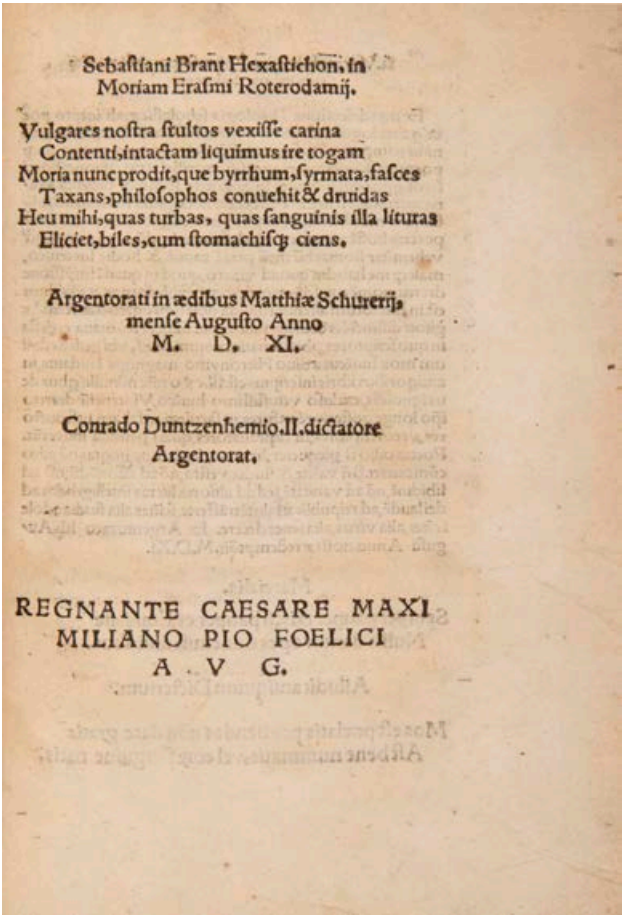 Sebaſtiani Brant Hexaſtichon, in
Moriam Eraſmi Roterodamĳ.
Vulgares noſtra ſtultos vexiſſe carina
Contenti,intactam liquimus ire togam
Moria nunc prodit,que byrrhum,ſyrmata,faſces
Taxans,philoſophos conuehit & druidas
Heu mihi,quas turbas, quas ſanguinis illa lituras
Eliciet,biles,cum ſtomachiſq; ciens.
Argentorati in ædibus Matthiæ Schurerĳ,
menſe Auguſto Anno
M. D. XI.
Conrado Duntzenhemio.II.dictatore
Argentorat.
REGNANTE CAESARE MAXI
MILIANO PIO FOELICI
A V G.